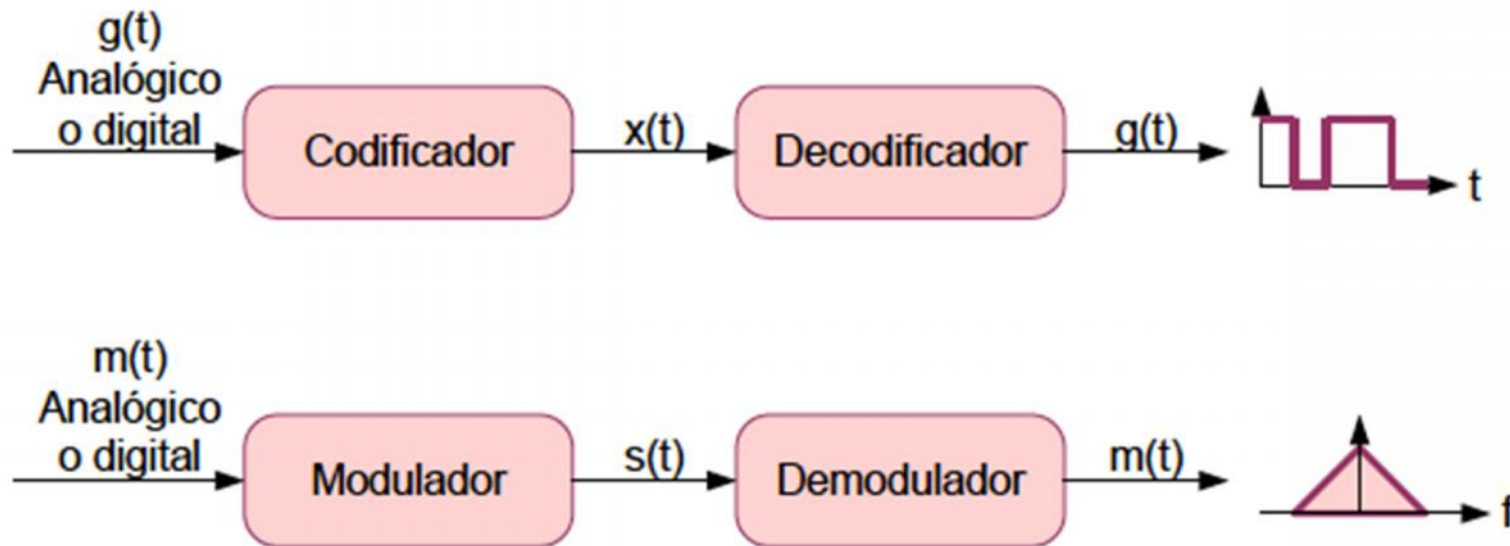 g(t)
Analógico
o digital
Codificador
x(t)
Decodificador
g(t)
t
m(t)
Analógico
o digital
Modulador
s(t)
Demodulador
m(t)
f